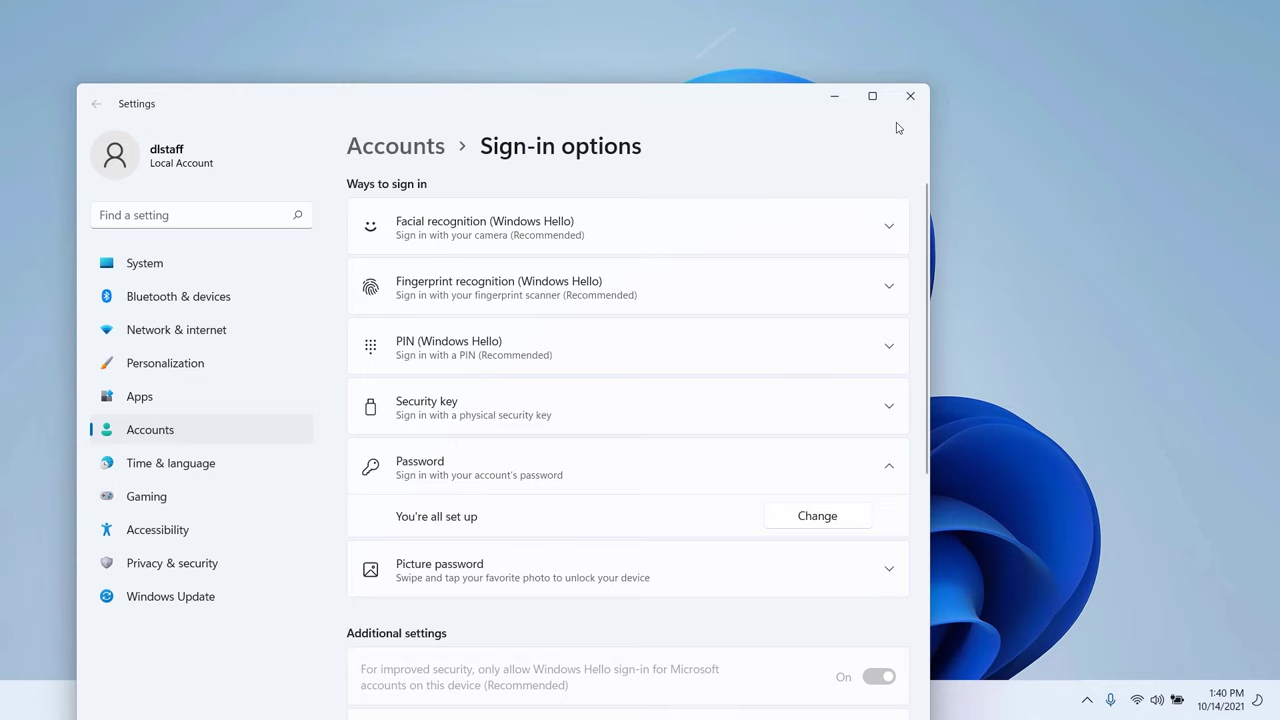 Settings
dlstaff
Local Account
Find a setting
System
Bluetooth & devices
Network & internet
Personalization
Apps
Accounts
Time & language
Gaming
Accessibility
Privacy & security
Windows Update
Accounts > Sign-in options
Ways to sign in
Facial recognition (Windows Hello)
Sign in with your camera (Recommended)
Fingerprint recognition (Windows Hello)
Sign in with your fingerprint scanner (Recommended)
PIN (Windows Hello)
Sign in with a PIN (Recommended)
Security key
Sign in with a physical security key
Password
Sign in with your account's password
You're all set up
Change
Picture password
Swipe and tap your favorite photo to unlock your device
Additional settings
For improved security, only allow Windows Hello sign-in for Microsoft
accounts on this device (Recommended)
On
1:40 PM
10/14/2021